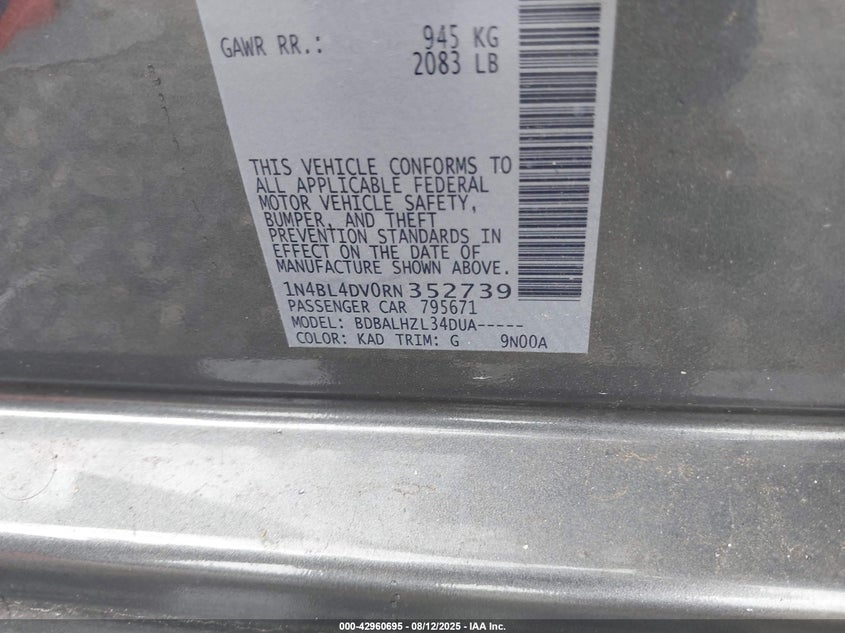 GAWR RR.: 945 KG
2083 LB
THIS VEHICLE CONFORMS TO
ALL APPLICABLE FEDERAL
MOTOR VEHICLE SAFETY,
BUMPER, AND THEFT
PREVENTION STANDARDS IN
EFFECT ON THE DATE OF
MANUFACTURE SHOWN ABOVE.
1N4BL4DV0RN352739
PASSENGER CAR 795671
MODEL: BDBALHZL34DUA-----
COLOR: KAD TRIM: G 9N00A
000-42960695 - 08/12/2025 - IAA Inc.